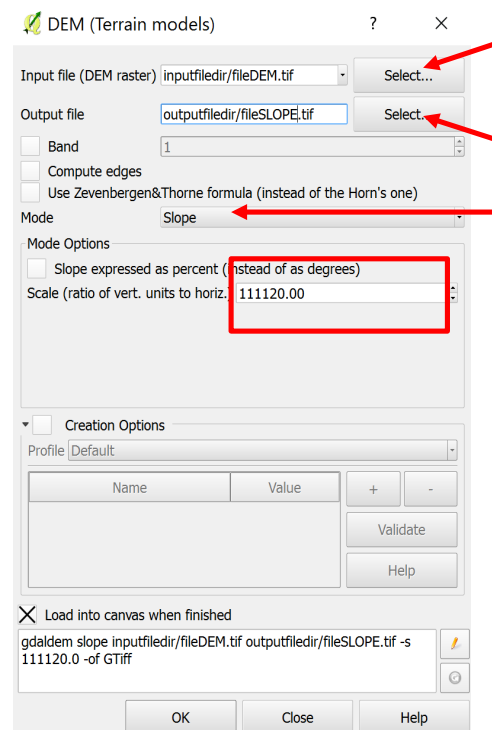 DEM (Terrain models) ? ×
Input file (DEM raster) inputfiledir/fileDEM.tif Select...
Output file outputfiledir/fileSLOPE.tif Select...
Band 1
Compute edges
Use Zevenbergen&Thorne formula (instead of the Horn's one)
Mode Slope
Mode Options
Slope expressed as percent (instead of as degrees)
Scale (ratio of vert. units to horiz.) 111120.00
Creation Options
Profile Default
Name Value + -
Validate
Help
Load into canvas when finished
gdaldem slope inputfiledir/fileDEM.tif outputfiledir/fileSLOPE.tif -s
111120.0 -of GTiff
OK Close Help